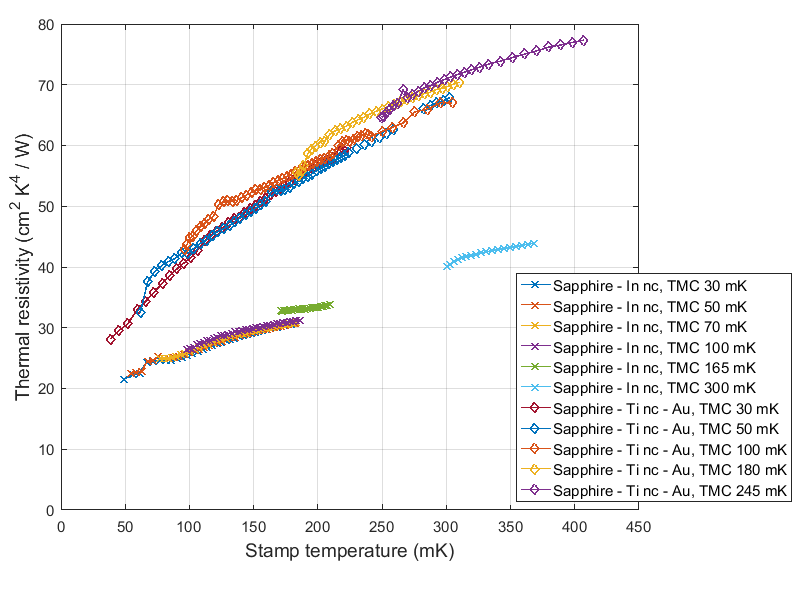 Thermal resistivity (cm² K⁴ / W)
80
70
60
50
40
30
20
10
0
0 50 100 150 200 250 300 350 400 450
Stamp temperature (mK)
Sapphire - In nc, TMC 30 mK
Sapphire - In nc, TMC 50 mK
Sapphire - In nc, TMC 70 mK
Sapphire - In nc, TMC 100 mK
Sapphire - In nc, TMC 165 mK
Sapphire - In nc, TMC 300 mK
Sapphire - Ti nc - Au, TMC 30 mK
Sapphire - Ti nc - Au, TMC 50 mK
Sapphire - Ti nc - Au, TMC 100 mK
Sapphire - Ti nc - Au, TMC 180 mK
Sapphire - Ti nc - Au, TMC 245 mK